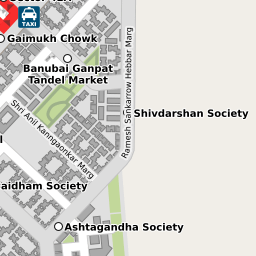 TAXI
Gaimukh Chowk
Banubai Ganpat
Tandel Market
Shivdarshan Society
Ramesh Sankarrow Hebbar Marg
Shri Anil Kanngaonkar Marg
aidham Society
Ashtagandha Society